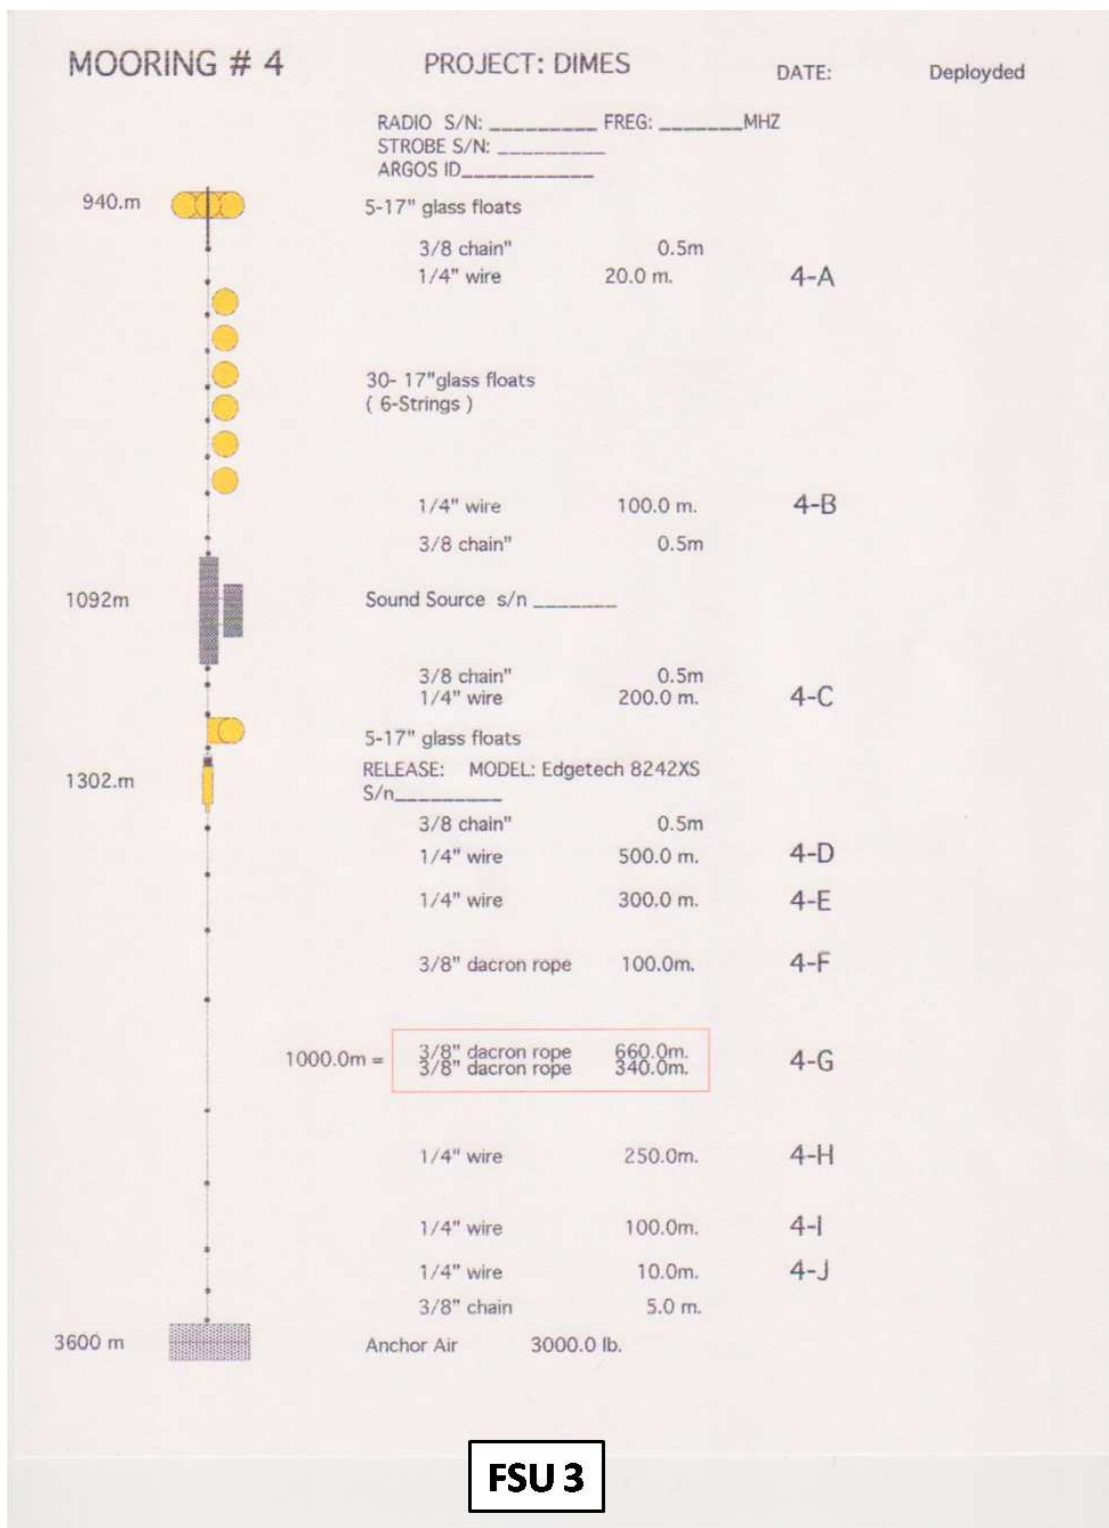 MOORING # 4 PROJECT: DIMES DATE: Deployded
RADIO S/N: __________ FREG: _______MHZ
STROBE S/N: __________
ARGOS ID____________
940.m 5-17" glass floats
3/8 chain" 0.5m
1/4" wire 20.0 m. 4-A
30- 17"glass floats
( 6-Strings )
1/4" wire 100.0 m. 4-B
3/8 chain" 0.5m
1092m Sound Source s/n ________
3/8 chain" 0.5m
1/4" wire 200.0 m. 4-C
5-17" glass floats
1302.m RELEASE: MODEL: Edgetech 8242XS
S/n__________
3/8 chain" 0.5m
1/4" wire 500.0 m. 4-D
1/4" wire 300.0 m. 4-E
3/8" dacron rope 100.0m. 4-F
3/8" dacron rope 660.0m.
1000.0m = 3/8" dacron rope 340.0m. 4-G
1/4" wire 250.0m. 4-H
1/4" wire 100.0m. 4-I
1/4" wire 10.0m. 4-J
3/8" chain 5.0 m.
3600 m Anchor Air 3000.0 lb.
FSU 3